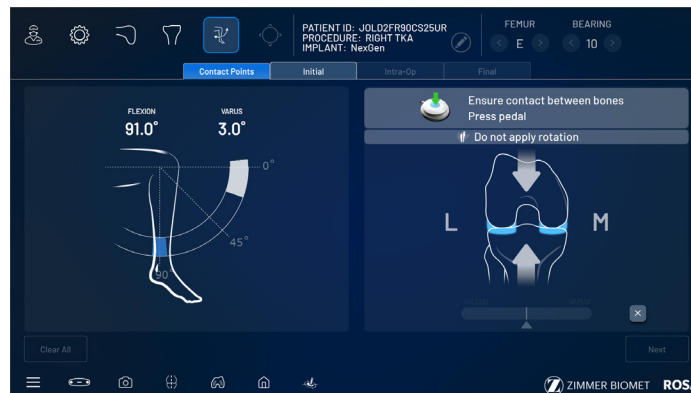 PATIENT ID: JOLD2FR90CS25UR
PROCEDURE: RIGHT TKA
IMPLANT: NexGen
FEMUR
E
BEARING
10
Contact Points
Initial
Intra-Op
Final
FLEXION
91.0°
VARUS
3.0°
0°
45°
90°
Ensure contact between bones
Press pedal
Do not apply rotation
L
M
Clear All
Next
ZIMMER BIOMET
ROS